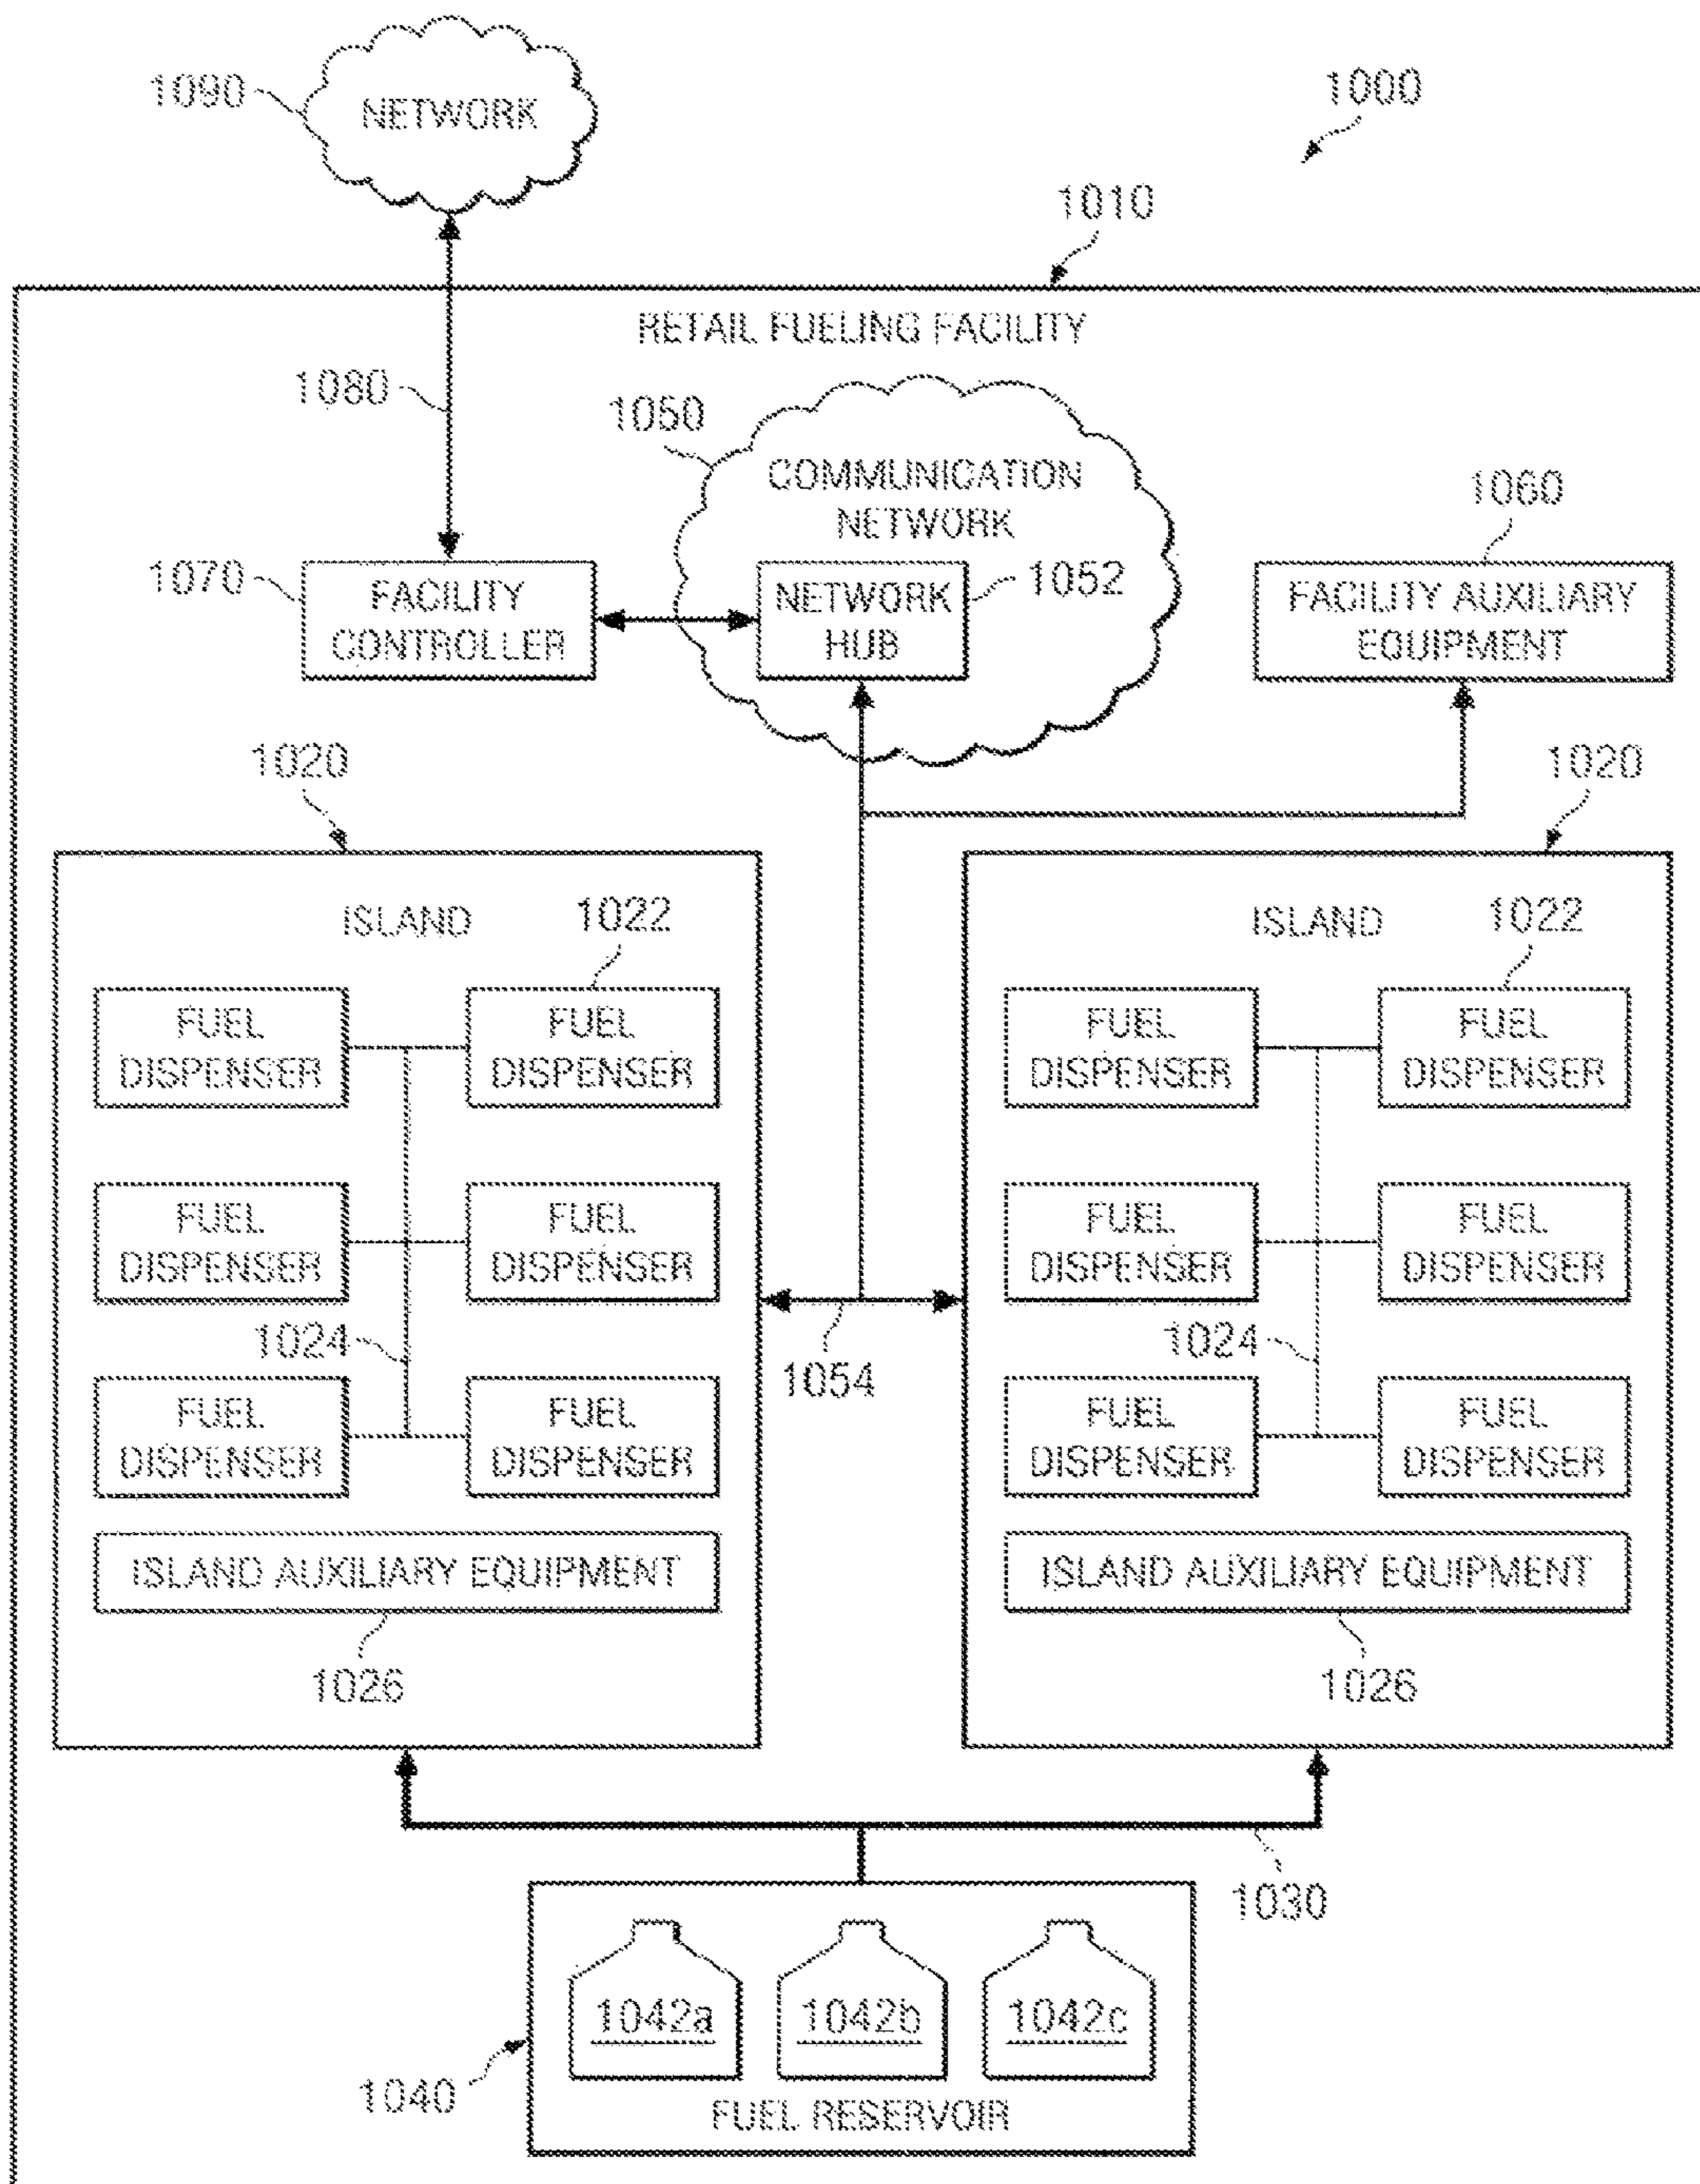 1090
NETWORK
1000
1010
RETAIL FUELING FACILITY
1080
1050
COMMUNICATION
NETWORK
1060
1070
FACILITY
CONTROLLER
NETWORK
HUB
1052
FACILITY AUXILIARY
EQUIPMENT
1020
1020
ISLAND
1022
FUEL
DISPENSER
FUEL
DISPENSER
FUEL
DISPENSER
FUEL
DISPENSER
1024
FUEL
DISPENSER
FUEL
DISPENSER
ISLAND AUXILIARY EQUIPMENT
1026
1054
ISLAND
1022
FUEL
DISPENSER
FUEL
DISPENSER
FUEL
DISPENSER
FUEL
DISPENSER
1024
FUEL
DISPENSER
FUEL
DISPENSER
ISLAND AUXILIARY EQUIPMENT
1026
1030
1042a
1042b
1042c
1040
FUEL RESERVOIR